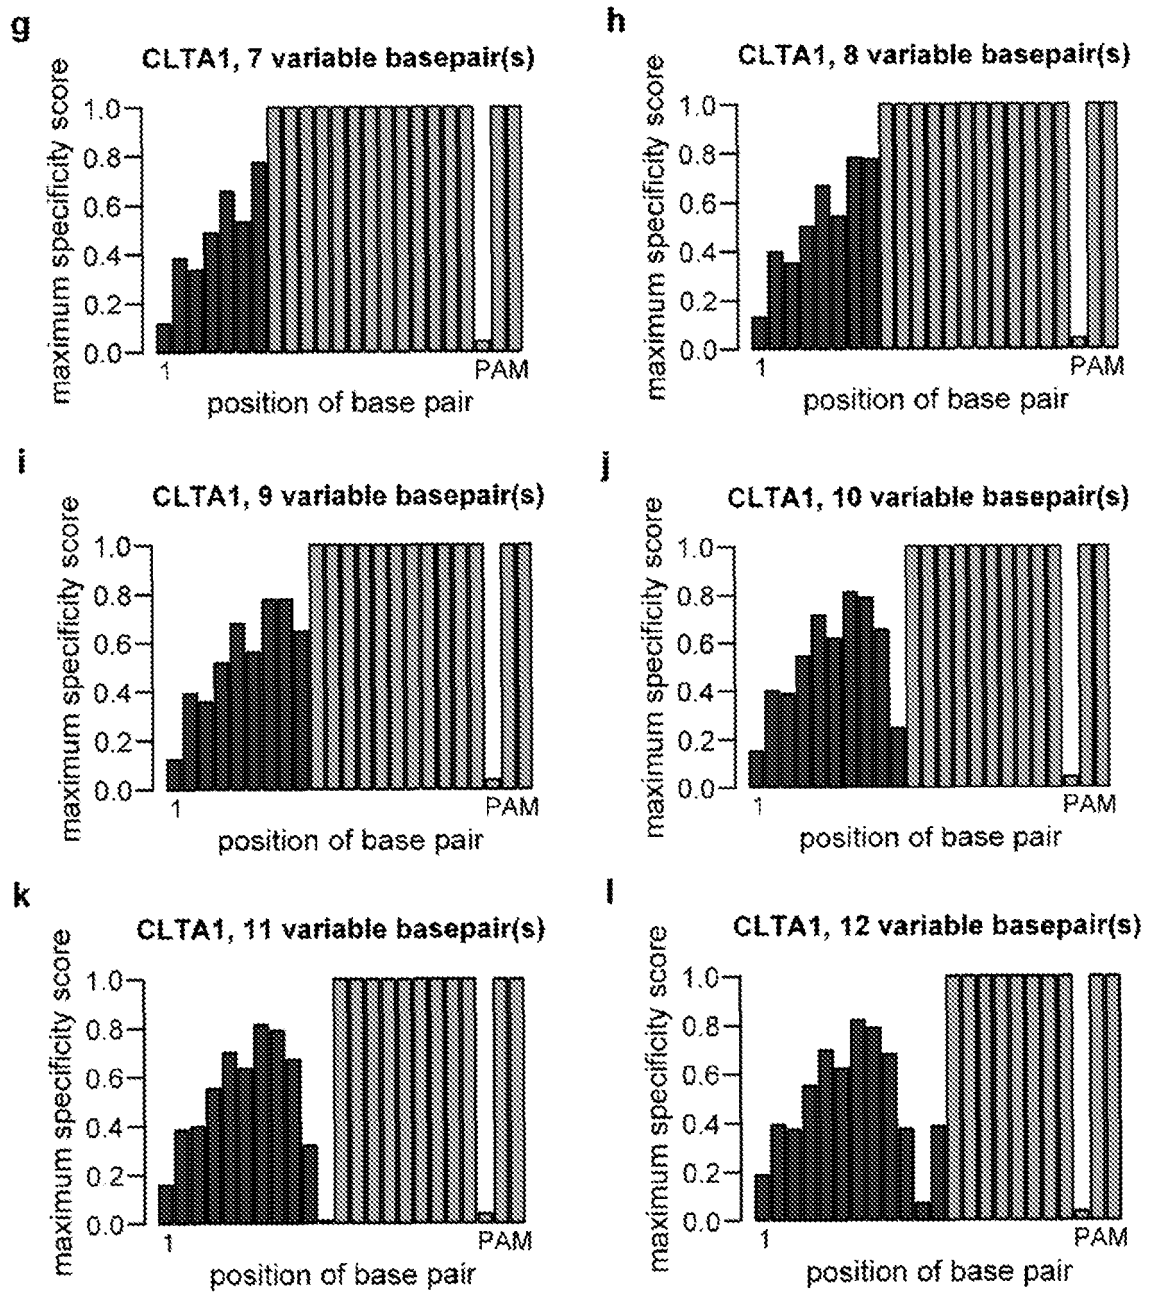 g
CLTA1, 7 variable basepair(s)
maximum specificity score
1.0
0.8
0.6
0.4
0.2
0.0
1
PAM
position of base pair
h
CLTA1, 8 variable basepair(s)
maximum specificity score
1.0
0.8
0.6
0.4
0.2
0.0
1
PAM
position of base pair
i
CLTA1, 9 variable basepair(s)
maximum specificity score
1.0
0.8
0.6
0.4
0.2
0.0
1
PAM
position of base pair
j
CLTA1, 10 variable basepair(s)
maximum specificity score
1.0
0.8
0.6
0.4
0.2
0.0
1
PAM
position of base pair
k
CLTA1, 11 variable basepair(s)
maximum specificity score
1.0
0.8
0.6
0.4
0.2
0.0
1
PAM
position of base pair
l
CLTA1, 12 variable basepair(s)
maximum specificity score
1.0
0.8
0.6
0.4
0.2
0.0
1
PAM
position of base pair